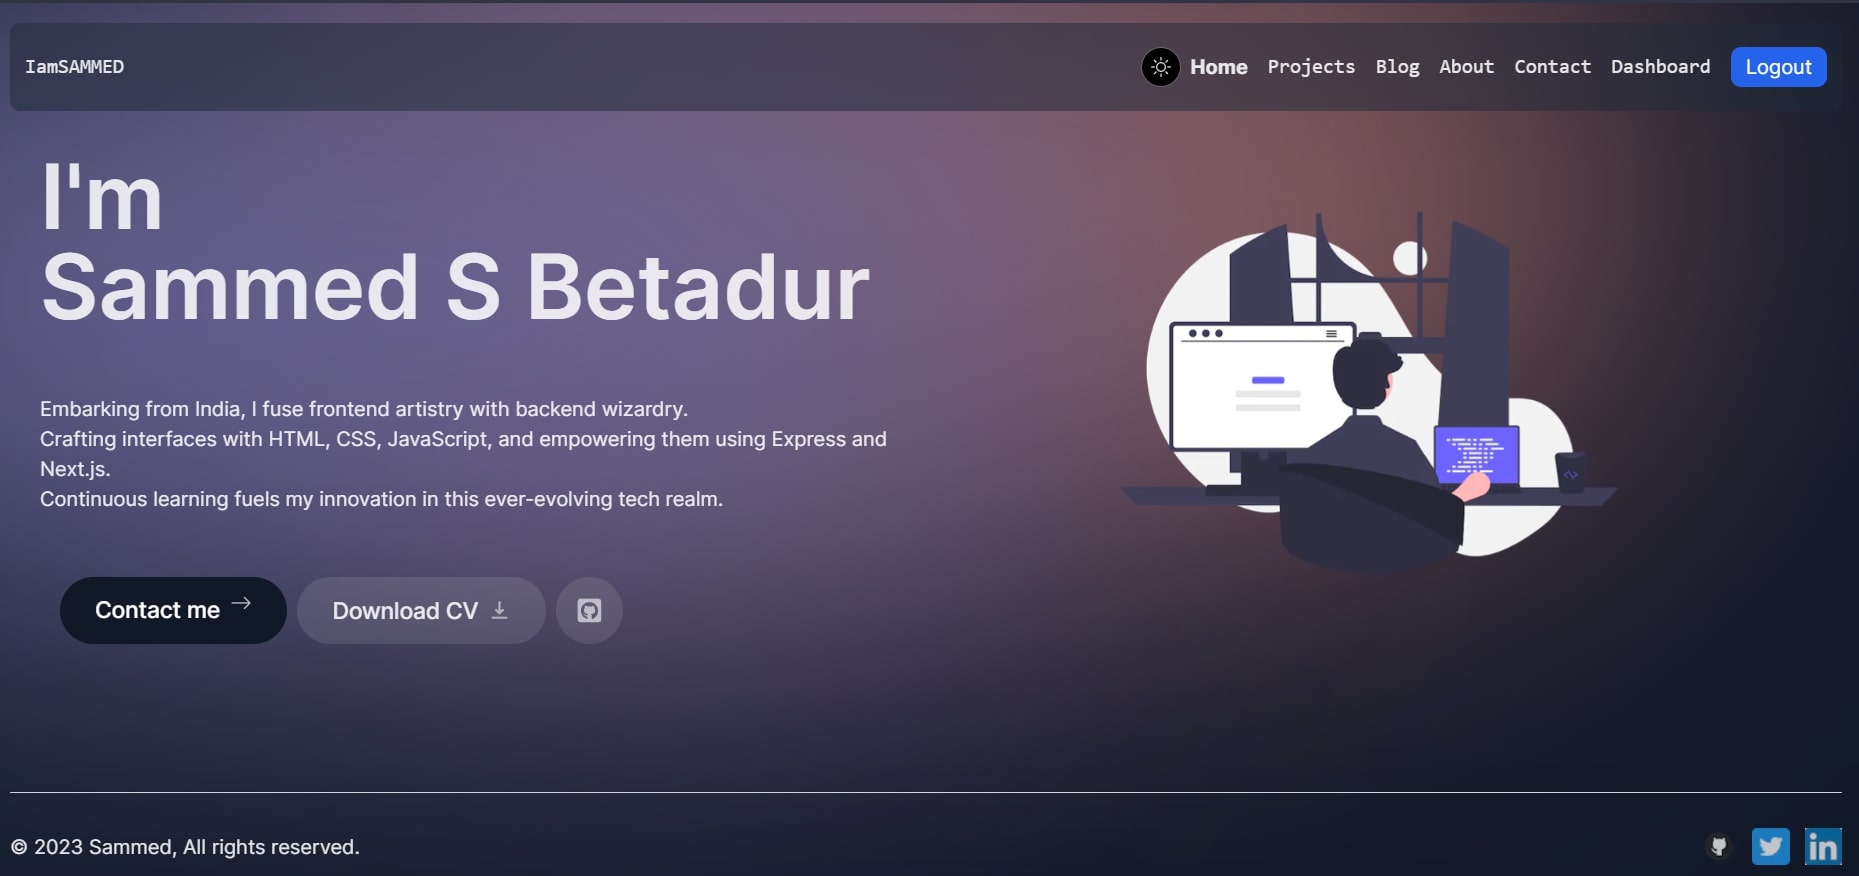 IamSAMMED
Home Projects Blog About Contact Dashboard Logout
I'm
Sammed S Betadur
Embarking from India, I fuse frontend artistry with backend wizardry.
Crafting interfaces with HTML, CSS, JavaScript, and empowering them using Express and
Next.js.
Continuous learning fuels my innovation in this ever-evolving tech realm.
Contact me → Download CV
© 2023 Sammed, All rights reserved.
in